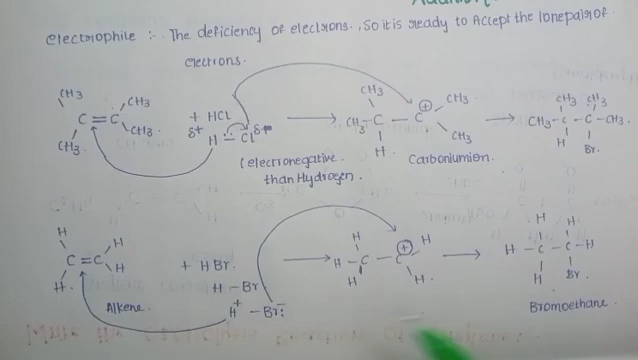 Addition
Electrophile :- The deficiency of electrons. So it is ready to Accept the lonepair of
electrons.
CH3
C = C
CH3
CH3.
CH3.
+ HCL
δ+ H - Cl δ-
(electronegative
than Hydrogen.
CH3
CH3 - C - C
⊕
CH3
CH3
H
Carboniumion.
CH3 CH3
CH3 - C - C - CH3.
H Br.
H
C = C
H
H
H.
Alkene.
+ HBr.
H - Br
H+ - Br:-
H
H - C - C
⊕
H
H
H.
H H
H - C - C - H
H Br.
Bromoethane.